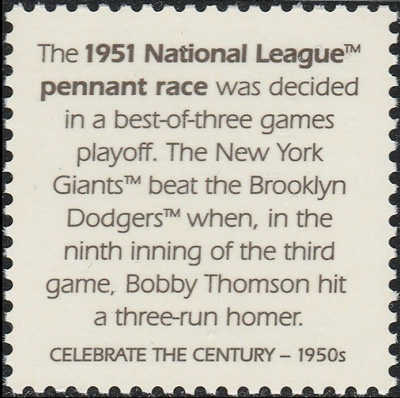 The 1951 National League™
pennant race was decided
in a best-of-three games
playoff. The New York
Giants™ beat the Brooklyn
Dodgers™ when, in the
ninth inning of the third
game, Bobby Thomson hit
a three-run homer.
CELEBRATE THE CENTURY – 1950s